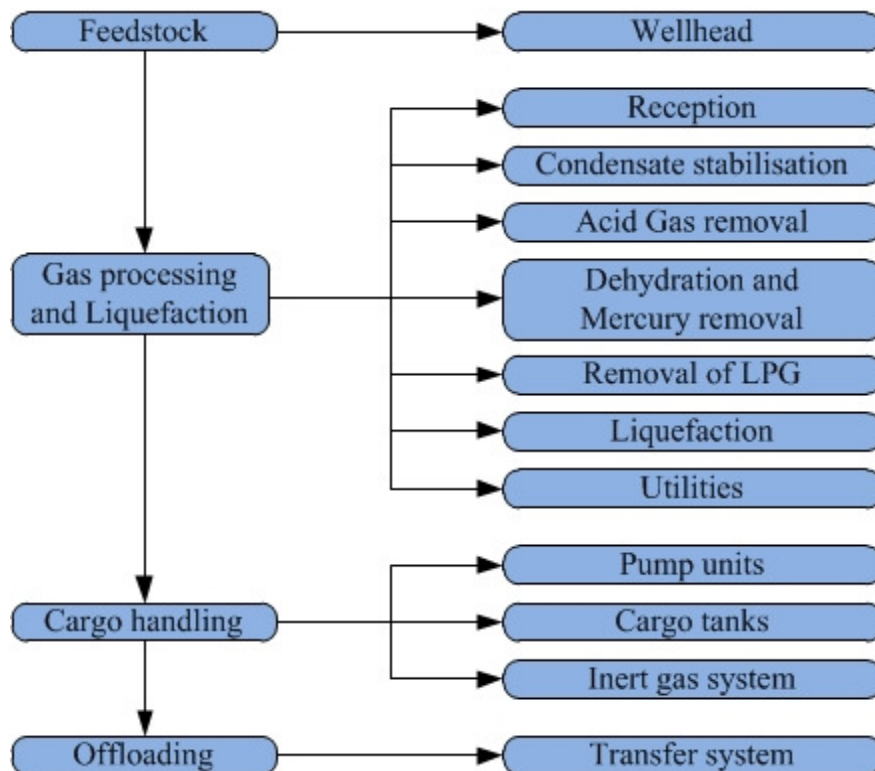 Feedstock
Wellhead
Reception
Condensate stabilisation
Acid Gas removal
Gas processing
and Liquefaction
Dehydration and
Mercury removal
Removal of LPG
Liquefaction
Utilities
Pump units
Cargo handling
Cargo tanks
Inert gas system
Offloading
Transfer system